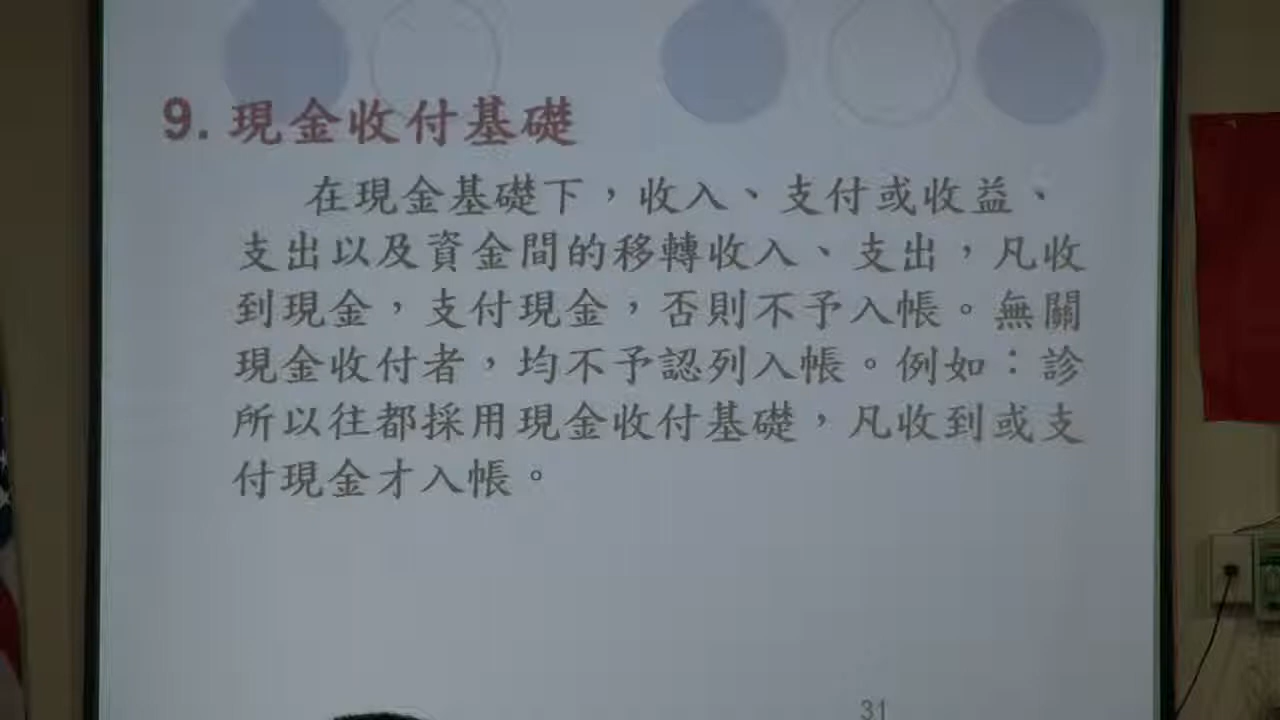 9. 現金收付基礎
在現金基礎下，收入、支付或收益、
支出以及資金間的移轉收入、支出，凡收
到現金，支付現金，否則不予入帳。無關
現金收付者，均不予認列入帳。例如：診
所以往都採用現金收付基礎，凡收到或支
付現金才入帳。
31